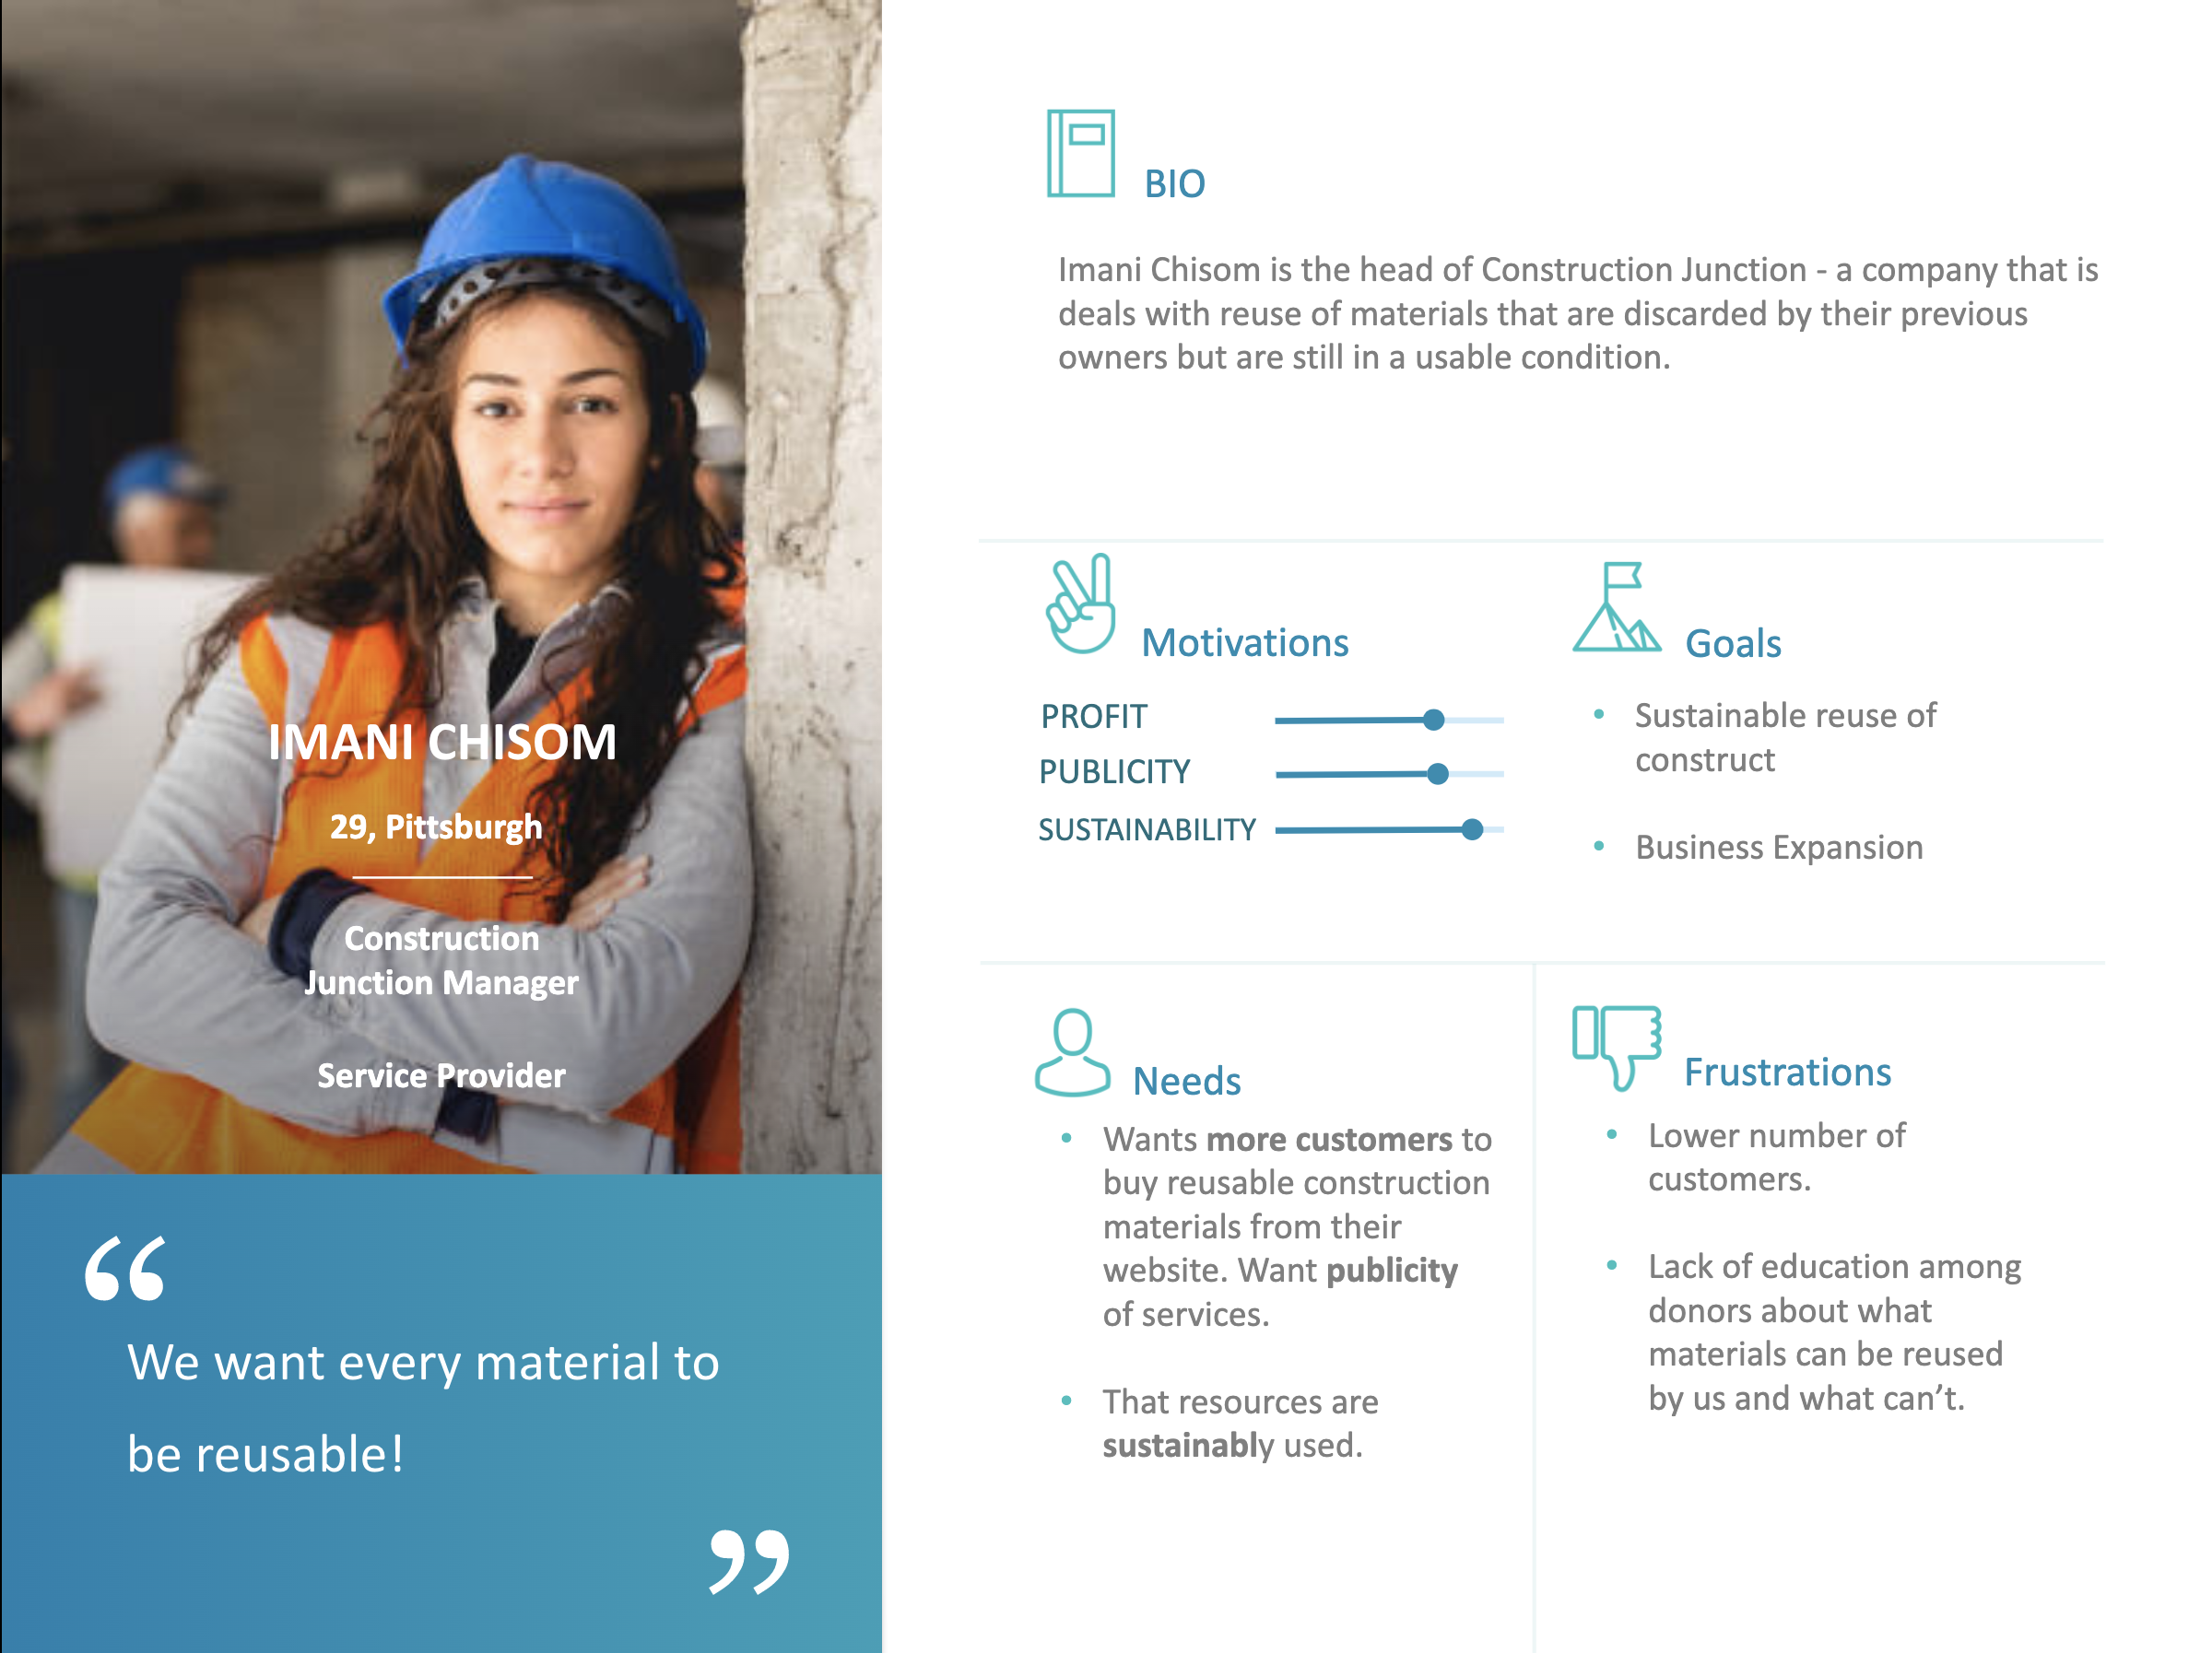 IMANI CHISOM
29, Pittsburgh
Construction
Junction Manager
Service Provider
“
We want every material to
be reusable!
”
BIO
Imani Chisom is the head of Construction Junction - a company that is
deals with reuse of materials that are discarded by their previous
owners but are still in a usable condition.
Motivations
PROFIT
PUBLICITY
SUSTAINABILITY
Goals
• Sustainable reuse of
construct
• Business Expansion
Needs
• Wants more customers to
buy reusable construction
materials from their
website. Want publicity
of services.
• That resources are
sustainably used.
Frustrations
• Lower number of
customers.
• Lack of education among
donors about what
materials can be reused
by us and what can’t.